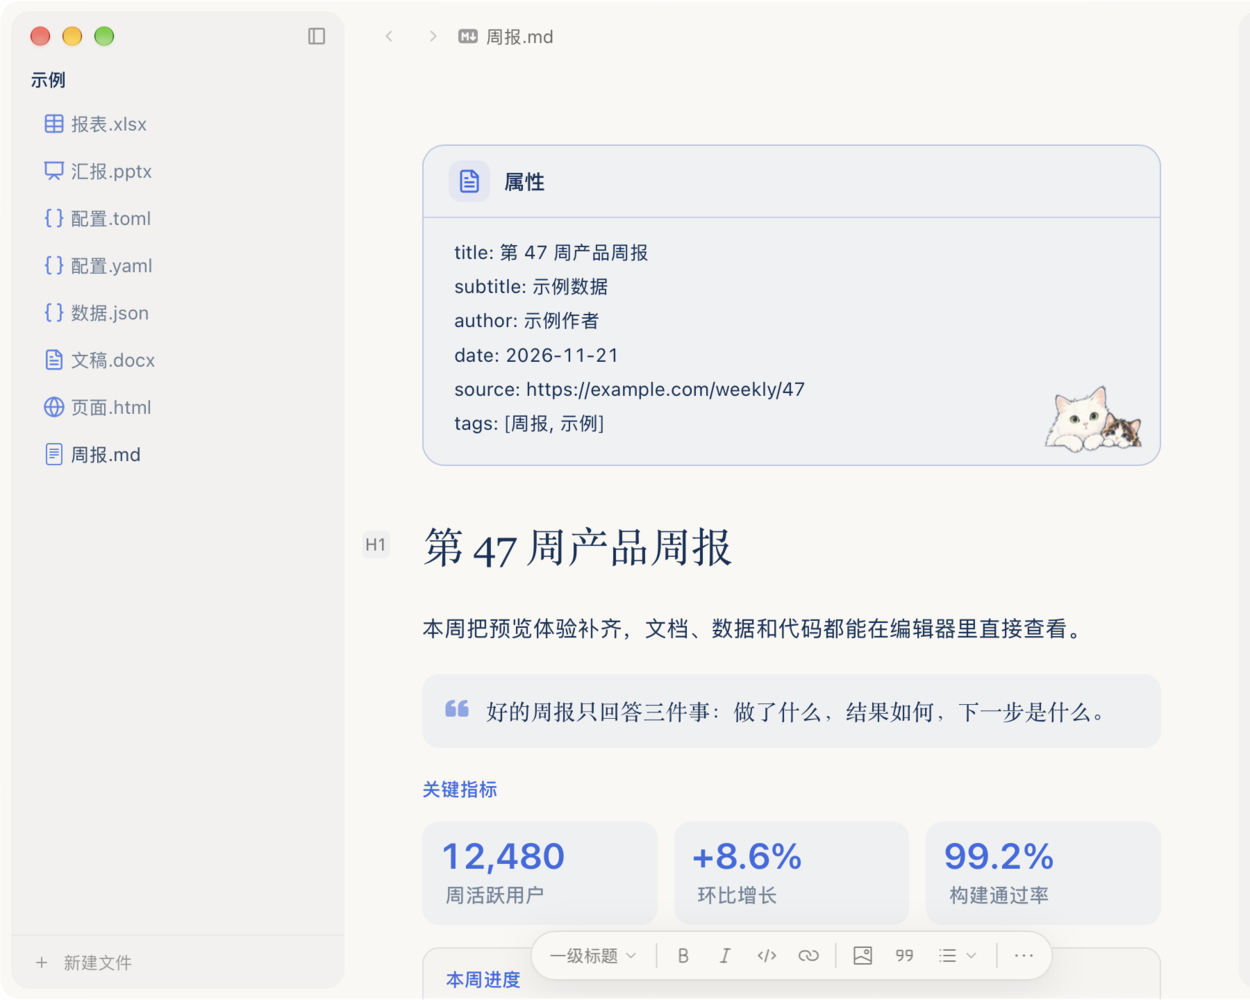 示例
报表.xlsx
汇报.pptx
配置.toml
配置.yaml
数据.json
文稿.docx
页面.html
周报.md
新建文件
周报.md
属性
title: 第 47 周产品周报
subtitle: 示例数据
author: 示例作者
date: 2026-11-21
source: https://example.com/weekly/47
tags: [周报, 示例]
H1
第 47 周产品周报
本周把预览体验补齐，文档、数据和代码都能在编辑器里直接查看。
好的周报只回答三件事：做了什么，结果如何，下一步是什么。
关键指标
12,480
周活跃用户
+8.6%
环比增长
99.2%
构建通过率
一级标题
B
I
本周进度